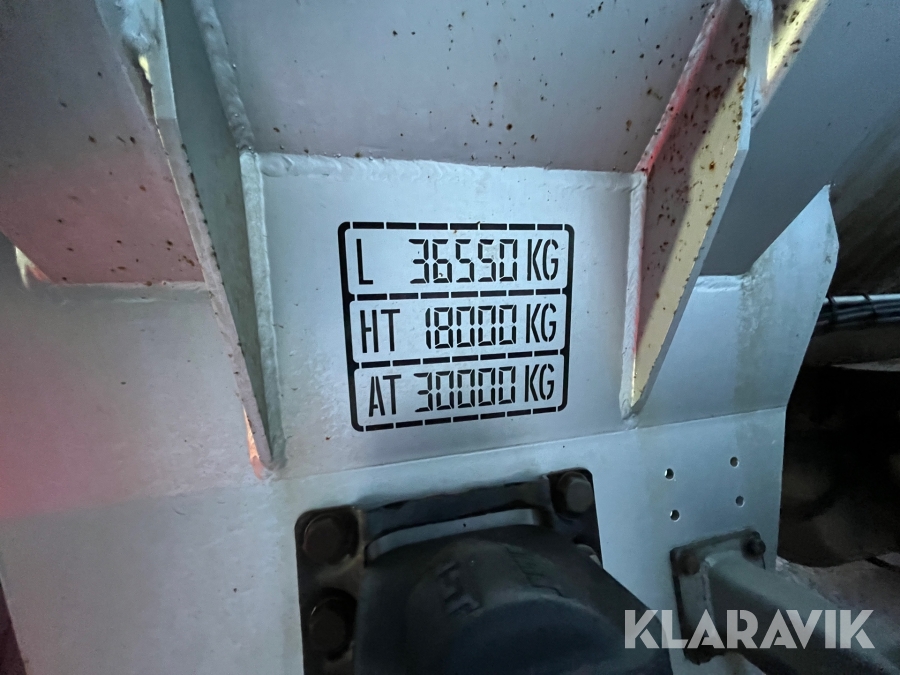 L 36550 KG
HT 18000 KG
AT 30000 KG
KLARAVIK